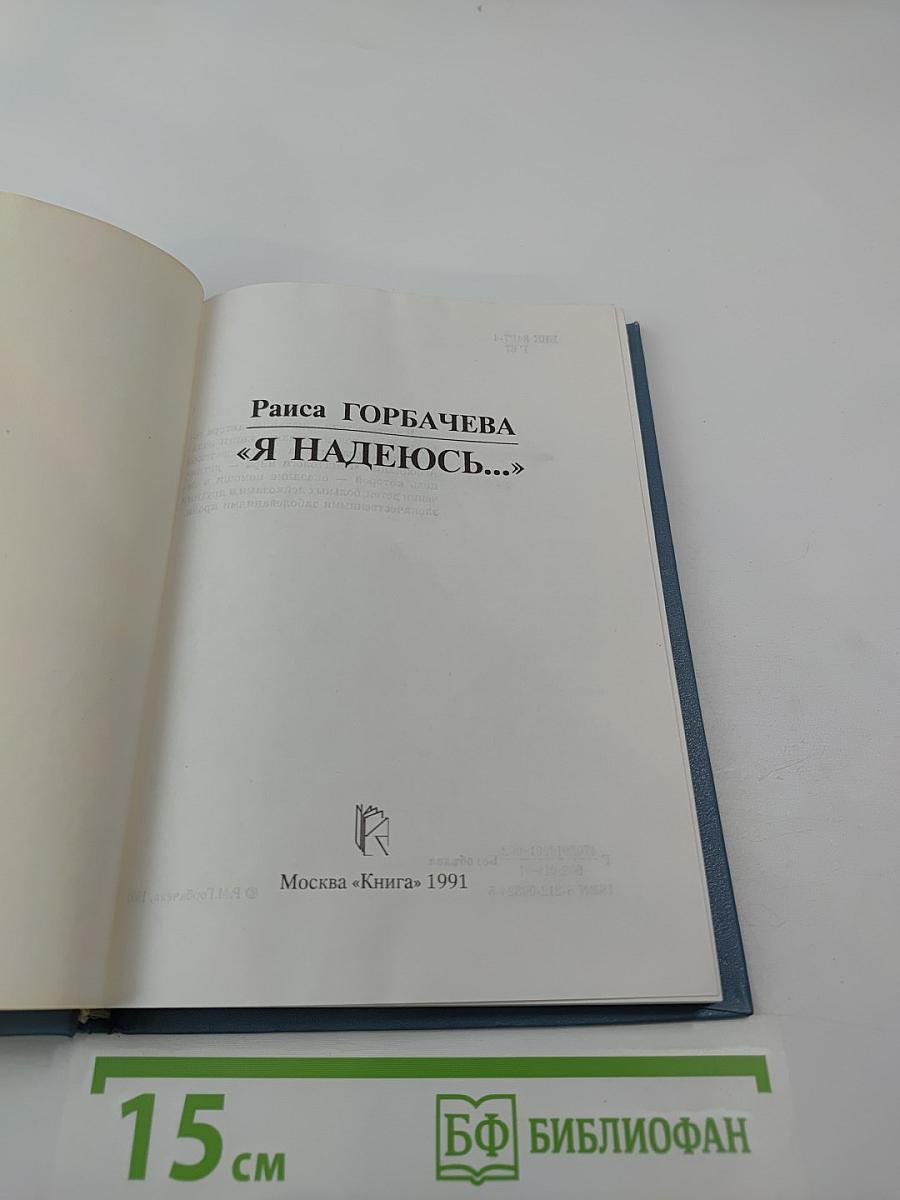 Раиса ГОРБАЧЕВА
«Я НАДЕЮСЬ...»
Москва «Книга» 1991
15 см
БФ БИБЛИОФАН